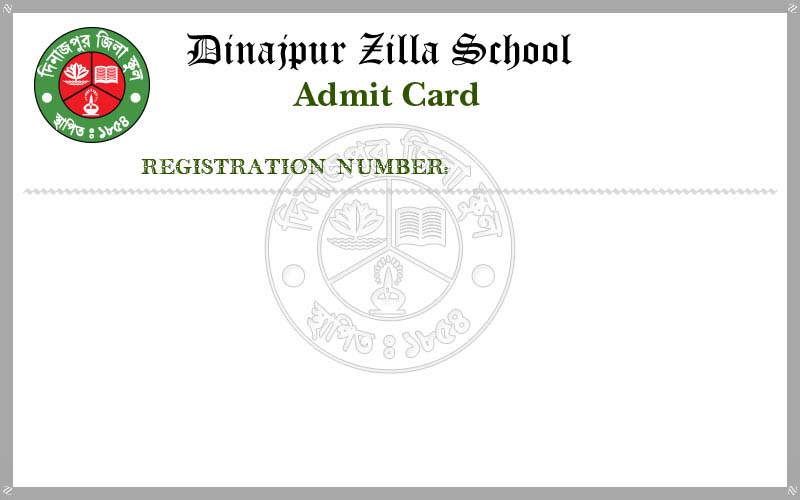 দিনাজপুর জিলা স্কুল
স্থাপিত : ১৮৫৪
Dinajpur Zilla School
Admit Card
REGISTRATION NUMBER:
দিনাজপুর জিলা স্কুল
স্থাপিত : ১৮৫৪